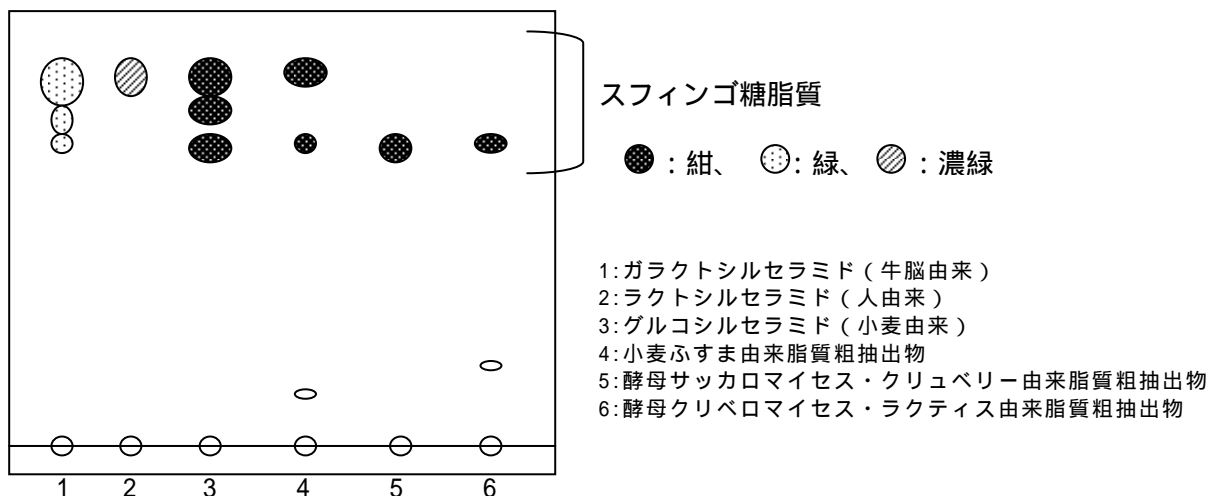 スフィンゴ糖脂質
：紺、 ：緑、 ：濃緑
1:ガラクトシルセラミド（牛脳由来）
2:ラクトシルセラミド（人由来）
3:グルコシルセラミド（小麦由来）
4:小麦ふすま由来脂質粗抽出物
5:酵母サッカロマイセス・クリュベリー由来脂質粗抽出物
6:酵母クリベロマイセス・ラクティス由来脂質粗抽出物
1 2 3 4 5 6